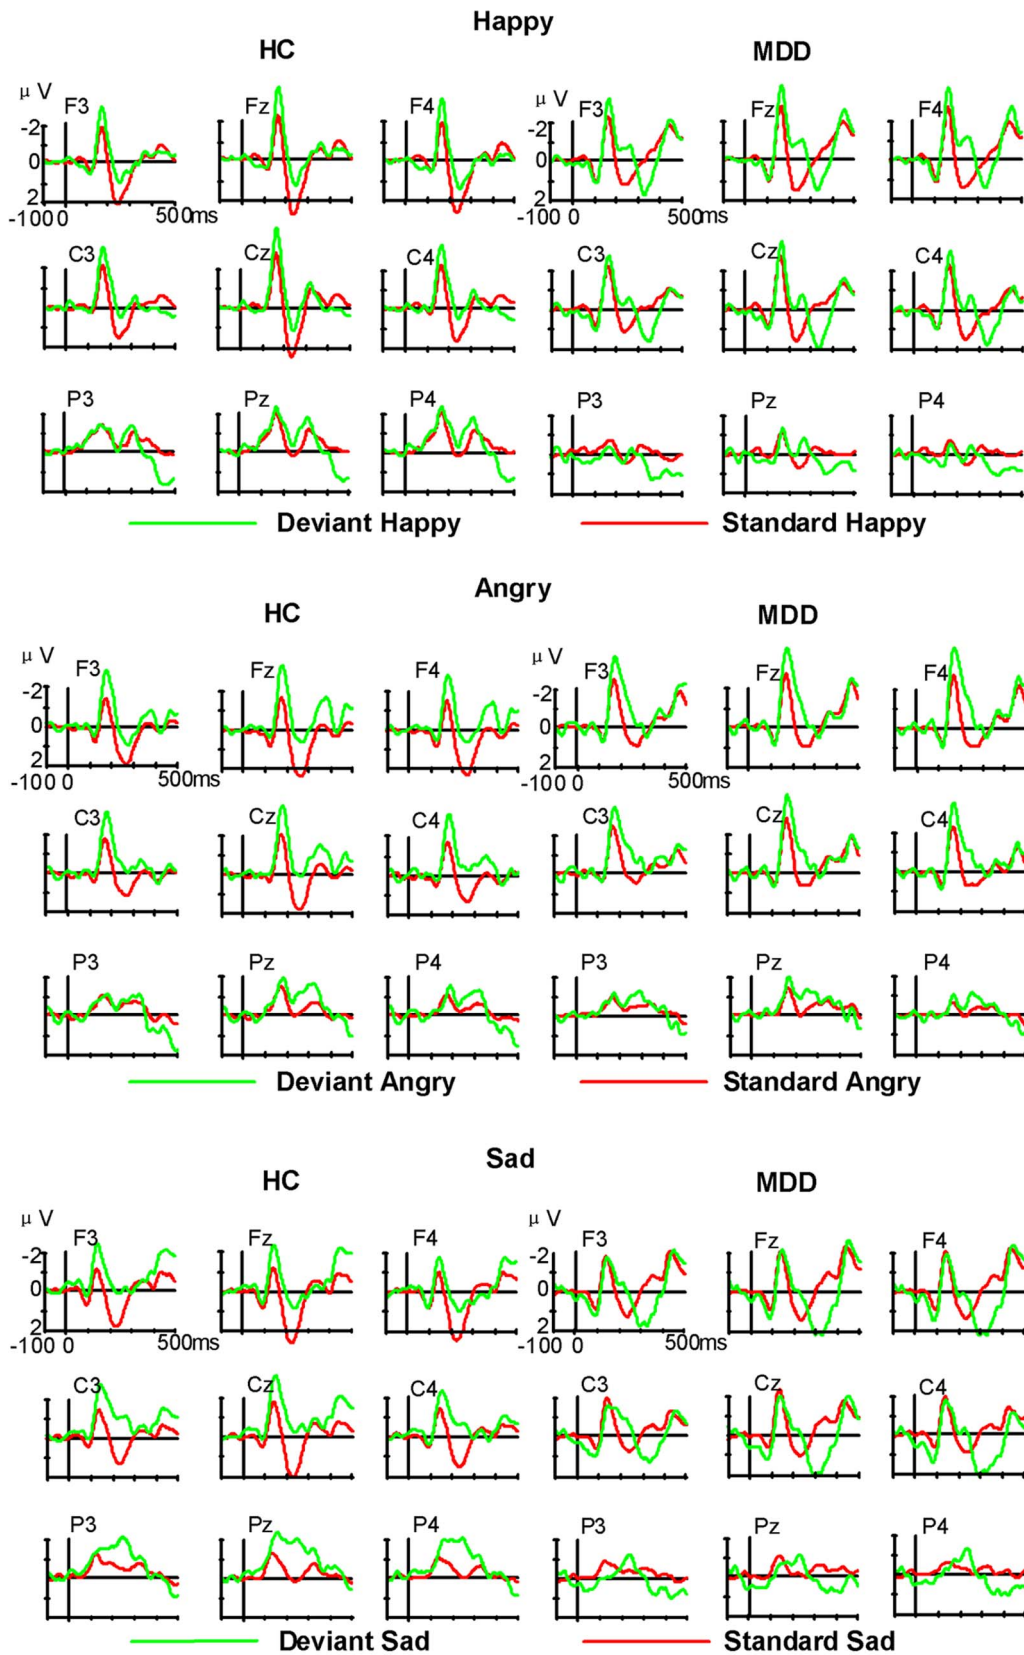 Happy
HC MDD
μ V F3 Fz F4 μ V F3 Fz F4
-2 -2
0 0
2 2
-100 0 500ms -100 0 500ms
C3 Cz C4 C3 Cz C4
P3 Pz P4 P3 Pz P4
Deviant Happy Standard Happy
Angry
HC MDD
μ V F3 Fz F4 μ V F3 Fz F4
-2 -2
0 0
2 2
-100 0 500ms -100 0 500ms
C3 Cz C4 C3 Cz C4
P3 Pz P4 P3 Pz P4
Deviant Angry Standard Angry
Sad
HC MDD
μ V F3 Fz F4 μ V F3 Fz F4
-2 -2
0 0
2 2
-100 0 500ms -100 0 500ms
C3 Cz C4 C3 Cz C4
P3 Pz P4 P3 Pz P4
Deviant Sad Standard Sad